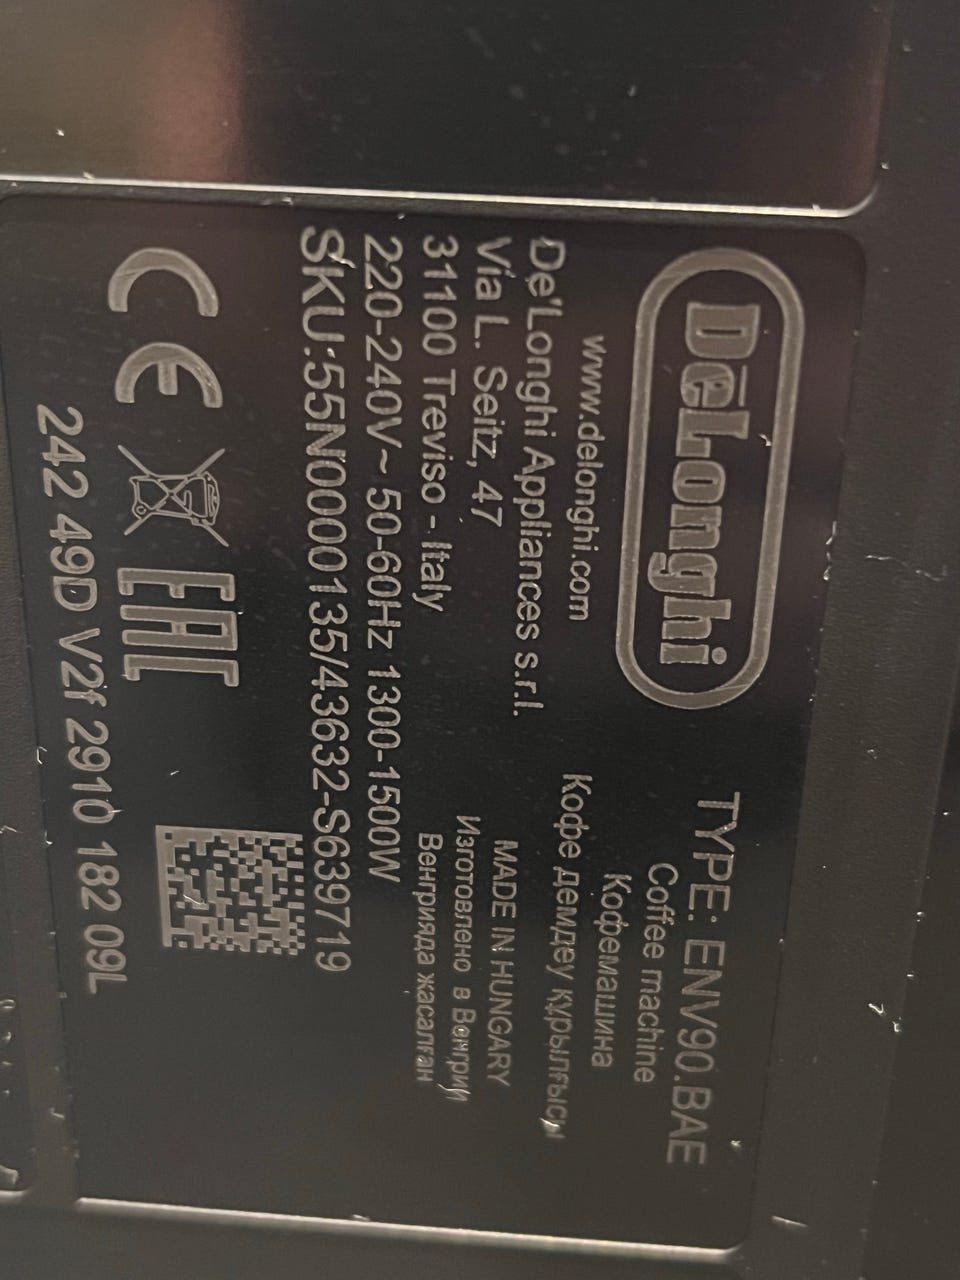 DeLonghi
www.delonghi.com
De'Longhi Appliances s.r.l.
Via L. Seitz, 47
31100 Treviso - Italy
220-240V~ 50-60Hz 1300-1500W
SKU:55N0000135/43632-S639719
TYPE: ENV90.BAE
Coffee machine
Кофемашина
Кофе демдеу құрылғысы
MADE IN HUNGARY
Изготовлено в Венгрии
Венгрияда жасалған
CE
EAC
242 49D V2f 2910 182 09L